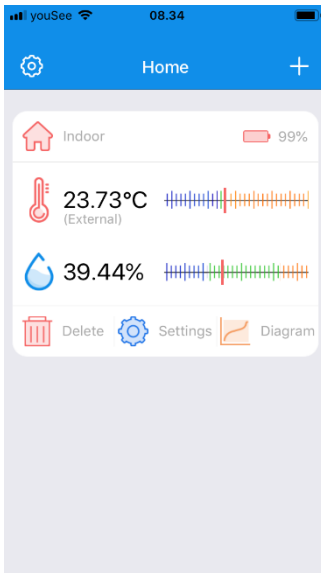 youSee 08.34
Home
Indoor 99%
23.73°C
(External)
39.44%
Delete Settings Diagram